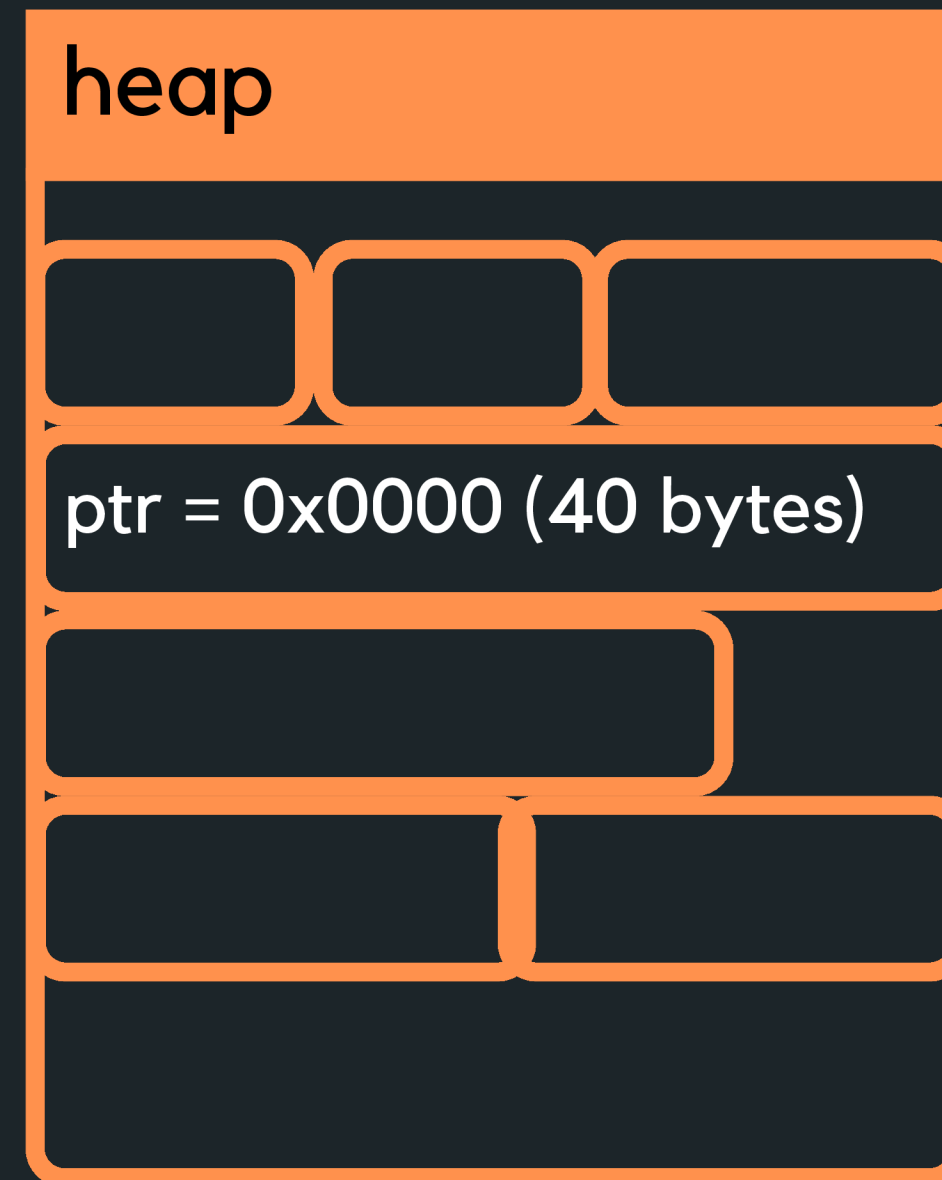 heap
ptr = 0x0000 (40 bytes)